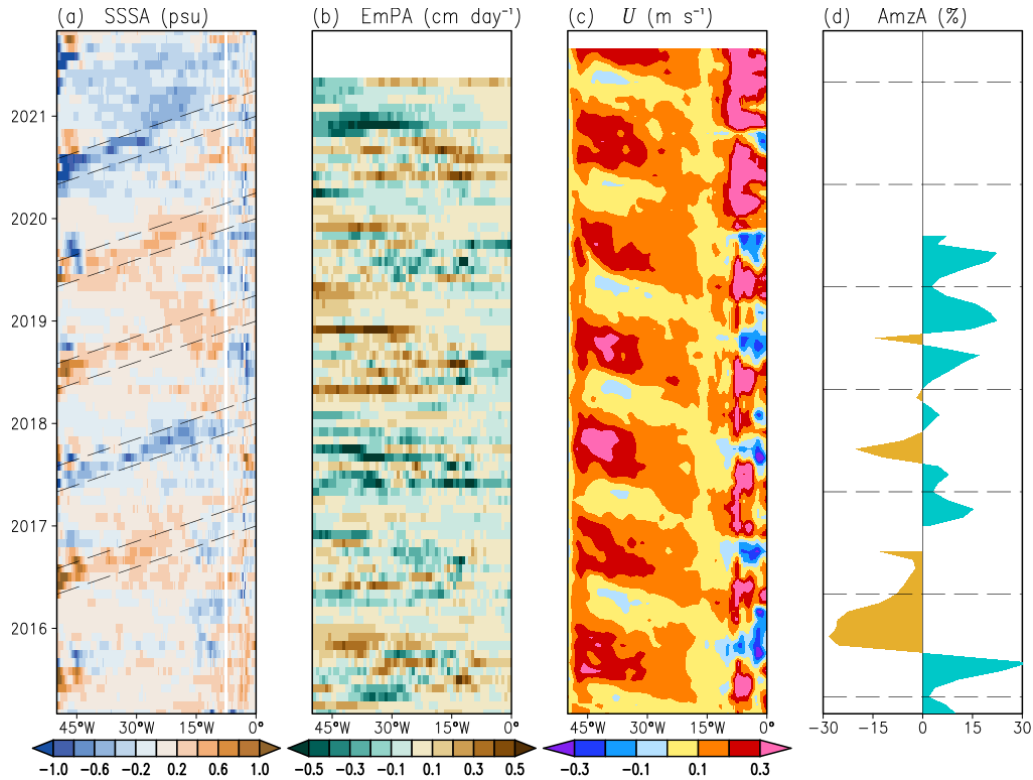 (a) SSSA (psu)
(b) EmPA (cm day⁻¹)
(c) U (m s⁻¹)
(d) AmzA (%)
2021
2020
2019
2018
2017
2016
45°W 30°W 15°W 0°
45°W 30°W 15°W 0°
45°W 30°W 15°W 0°
-30 -15 0 15 30
-1.0 -0.6 -0.2 0.2 0.6 1.0
-0.5 -0.3 -0.1 0.1 0.3 0.5
-0.3 -0.1 0.1 0.3